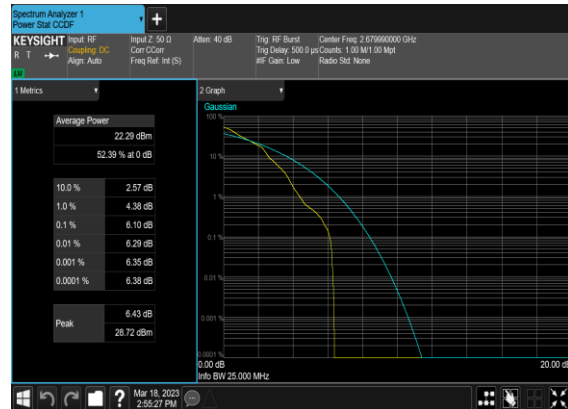 Spectrum Analyzer 1
Power Stat CCDF
KEYSIGHT
R T
LXI
Input: RF
Coupling: DC
Align: Auto
Input Z: 50 Ω
Corr CCorr
Freq Ref: Int (S)
Atten: 40 dB
Trig: RF Burst
Trig Delay: 500.0 µs
#IF Gain: Low
Center Freq: 2.679990000 GHz
Counts: 1.00 M/1.00 Mpt
Radio Std: None
1 Metrics
Average Power
22.29 dBm
52.39 % at 0 dB
10.0 % 2.57 dB
1.0 % 4.38 dB
0.1 % 6.10 dB
0.01 % 6.29 dB
0.001 % 6.35 dB
0.0001 % 6.38 dB
Peak
6.43 dB
28.72 dBm
2 Graph
Gaussian
100 %
10 %
1 %
0.1 %
0.01 %
0.001 %
0.0001 %
0.00 dB
20.00 dB
Info BW 25.000 MHz
?
Mar 18, 2023
2:55:27 PM